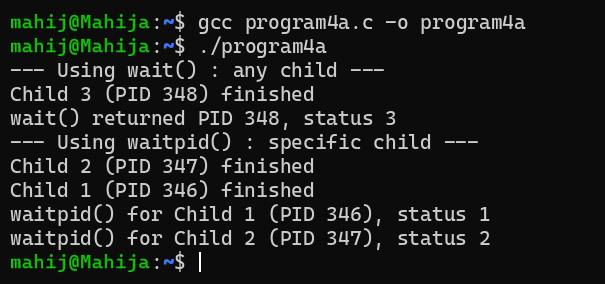 mahij@Mahija:~$ gcc program4a.c -o program4a
mahij@Mahija:~$ ./program4a
--- Using wait() : any child ---
Child 3 (PID 348) finished
wait() returned PID 348, status 3
--- Using waitpid() : specific child ---
Child 2 (PID 347) finished
Child 1 (PID 346) finished
waitpid() for Child 1 (PID 346), status 1
waitpid() for Child 2 (PID 347), status 2
mahij@Mahija:~$